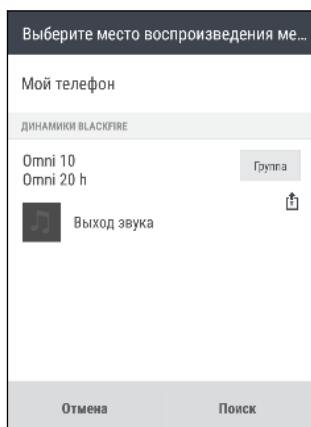 Выберите место воспроизведения ме...
Мой телефон
ДИНАМИКИ BLACKFIRE
Omni 10
Omni 20 h
Группа
Выход звука
Отмена
Поиск